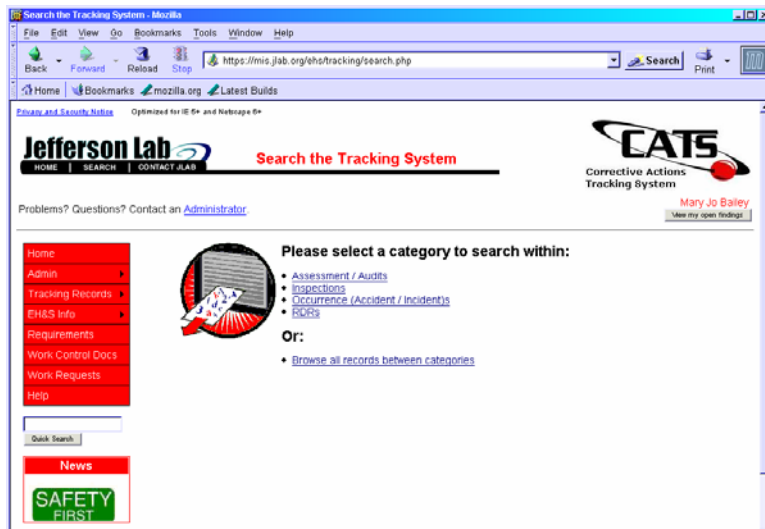 Search the Tracking System - Mozilla
File Edit View Go Bookmarks Tools Window Help
Back Forward Reload Stop https://mis.jlab.org/ehs/tracking/search.php Search Print
Home Bookmarks mozilla.org Latest Builds
Privacy and Security Notice Optimized for IE 6+ and Netscape 6+
Jefferson Lab
HOME | SEARCH | CONTACT JLAB
Search the Tracking System
CATS
Corrective Actions
Tracking System
Problems? Questions? Contact an Administrator.
Mary Jo Bailey
View my open findings
Home
Admin
Tracking Records
EH&S Info
Requirements
Work Control Docs
Work Requests
Help
Quick Search
News
SAFETY
FIRST
Please select a category to search within:
Assessment / Audits
Inspections
Occurrence (Accident / Incident)s
RDRs
Or:
Browse all records between categories